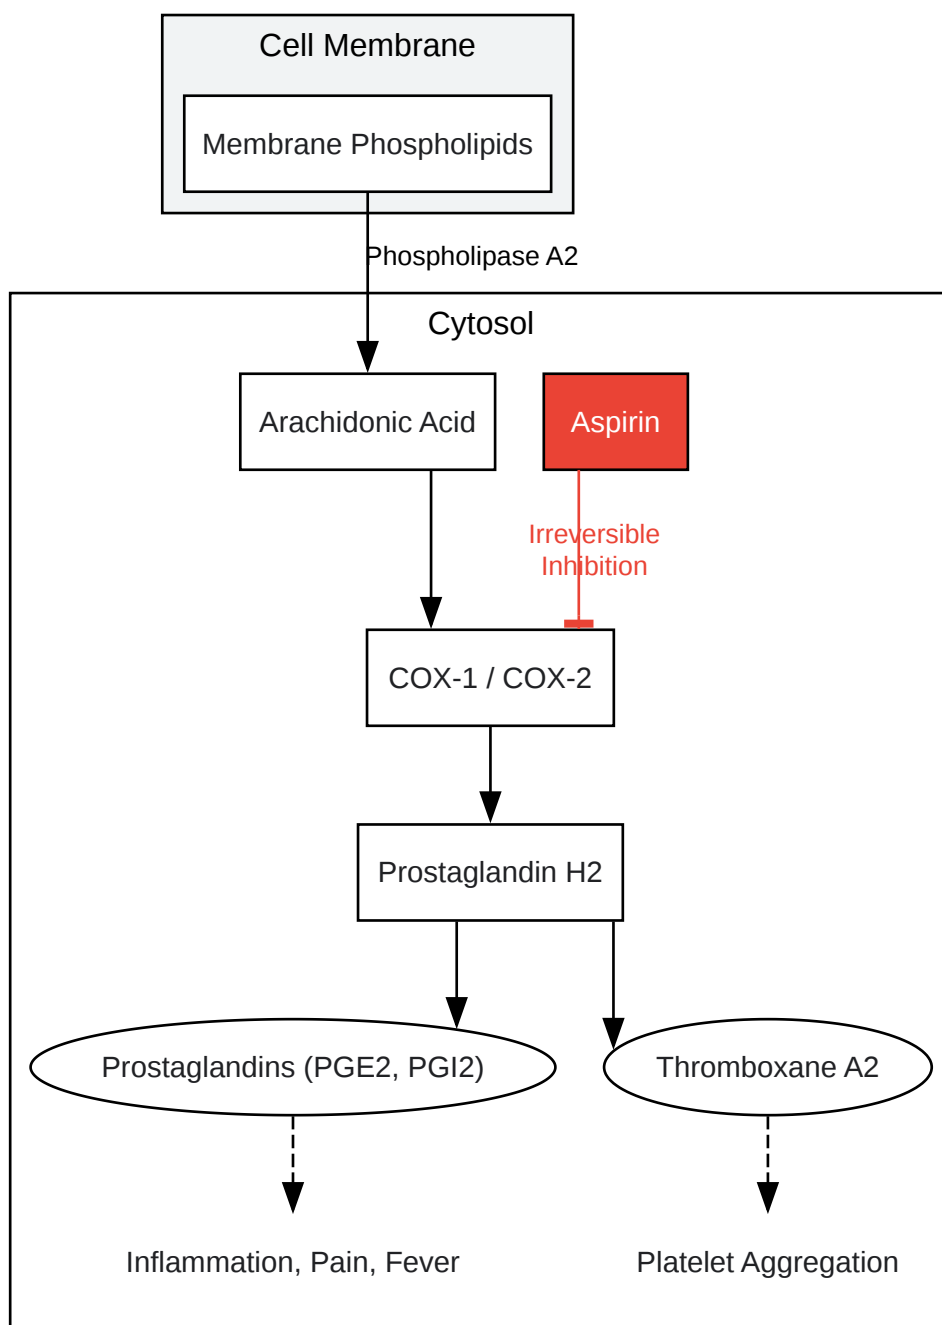 Cell Membrane
Membrane Phospholipids
Phospholipase A2
Cytosol
Arachidonic Acid
Aspirin
Irreversible
Inhibition
COX-1 / COX-2
Prostaglandin H2
Prostaglandins (PGE2, PGI2)
Thromboxane A2
Inflammation, Pain, Fever
Platelet Aggregation